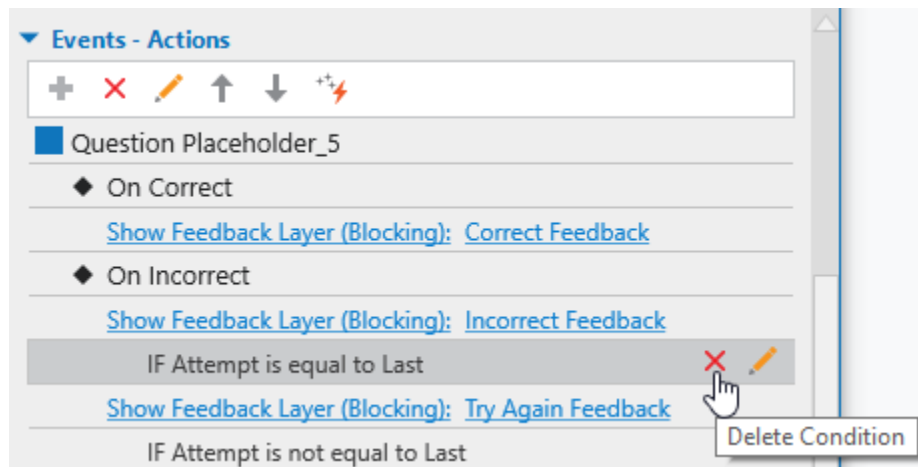 Events - Actions
Question Placeholder_5
On Correct
Show Feedback Layer (Blocking): Correct Feedback
On Incorrect
Show Feedback Layer (Blocking): Incorrect Feedback
IF Attempt is equal to Last
Show Feedback Layer (Blocking): Try Again Feedback
Delete Condition
IF Attempt is not equal to Last